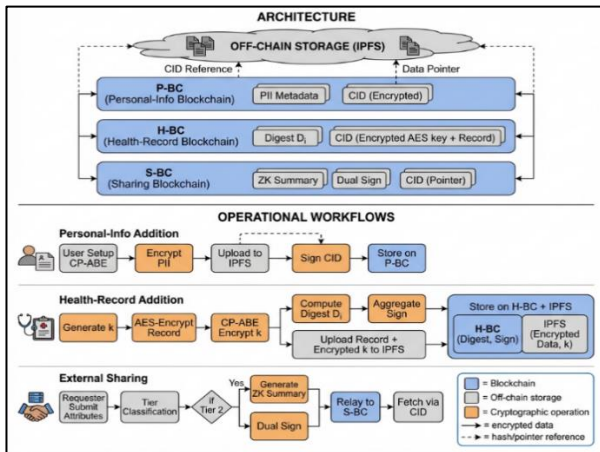 ARCHITECTURE
OFF-CHAIN STORAGE (IPFS)
CID Reference
Data Pointer
P-BC
(Personal-Info Blockchain)
PII Metadata
CID (Encrypted)
H-BC
(Health-Record Blockchain)
Digest Di
CID (Encrypted AES key + Record)
S-BC
(Sharing Blockchain)
ZK Summary
Dual Sign
CID (Pointer)
OPERATIONAL WORKFLOWS
Personal-Info Addition
User Setup
CP-ABE
Encrypt
PII
Upload to
IPFS
Sign CID
Store on
P-BC
Health-Record Addition
Generate k
AES-Encrypt
Record
CP-ABE
Encrypt k
Compute
Digest Di
Aggregate
Sign
Upload Record +
Encrypted k to IPFS
Store on H-BC + IPFS
H-BC
(Digest, Sign)
IPFS
(Encrypted
Data, k)
External Sharing
Requester
Submit
Attributes
Tier
Classification
If
Tier 2
Yes
Generate
ZK Summary
Dual Sign
Relay to
S-BC
Fetch via
CID
= Blockchain
= Off-chain storage
= Cryptographic operation
= encrypted data
= hash/pointer reference